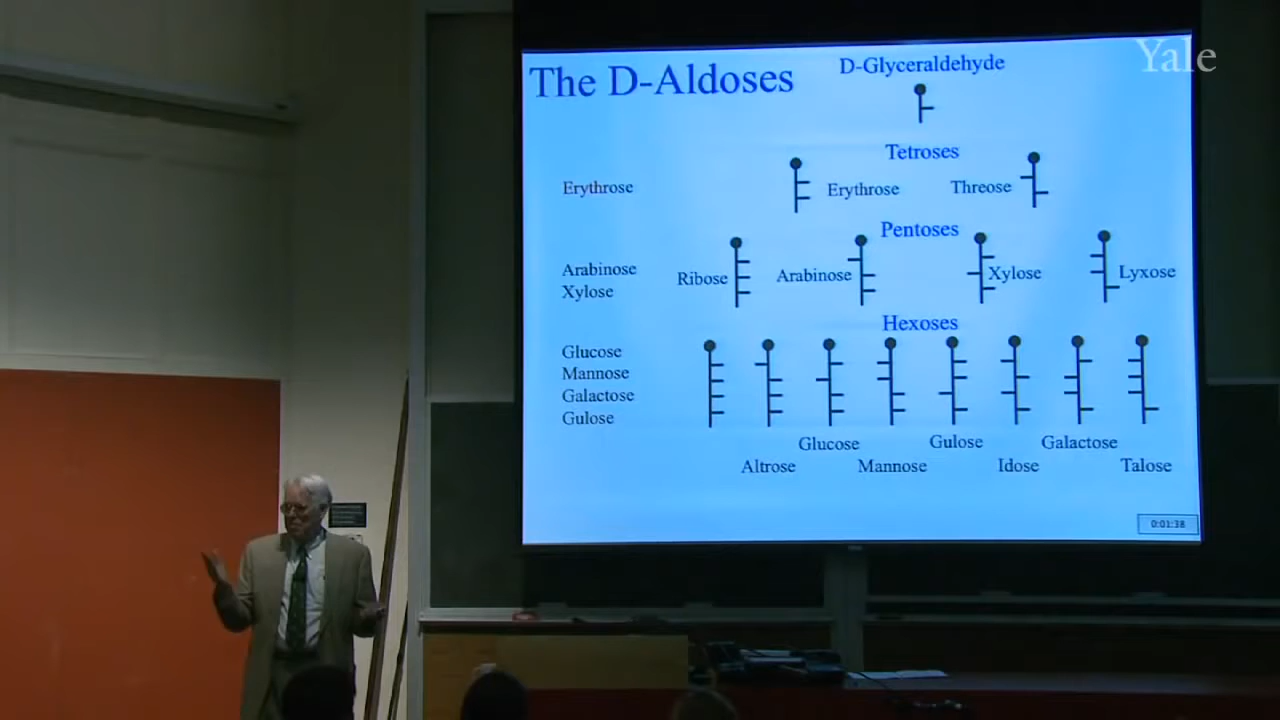 Yale
The D-Aldoses
D-Glyceraldehyde
Tetroses
Erythrose
Erythrose
Threose
Pentoses
Arabinose
Xylose
Ribose
Arabinose
Xylose
Lyxose
Hexoses
Glucose
Mannose
Galactose
Gulose
Glucose
Gulose
Galactose
Altrose
Mannose
Idose
Talose
0:01:38